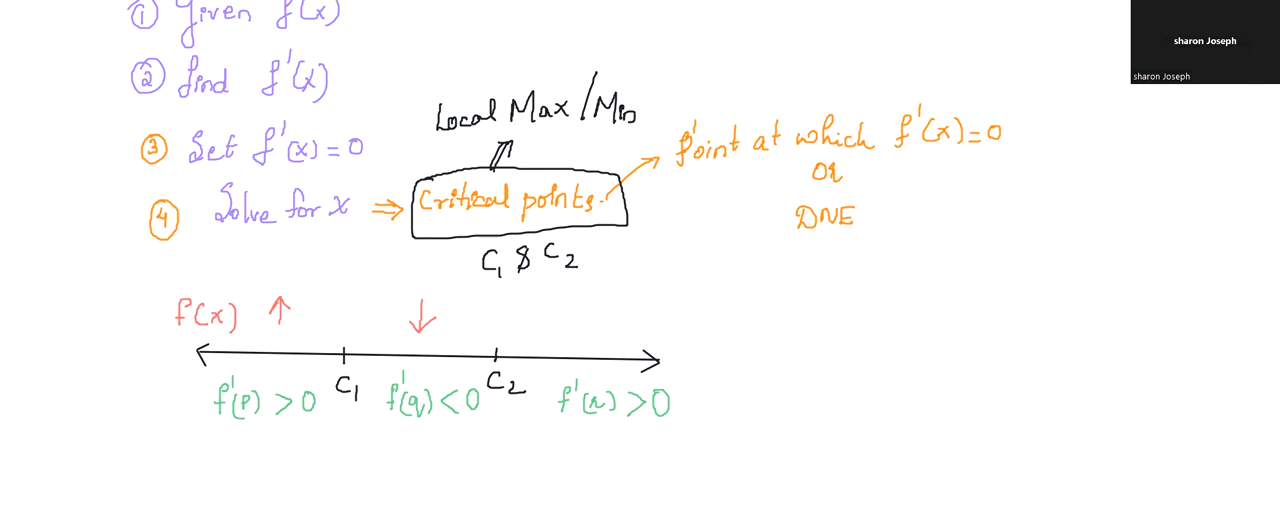 ① Given f(x)
② find f'(x)
③ Set f'(x) = 0
④ Solve for x ⇒ Critical points.
Local Max/Min
Point at which f'(x) = 0
OR
DNE
C₁ & C₂
f(x) ↑ ↓
C₁ C₂
f'(p) > 0 f'(q) < 0 f'(r) > 0
sharon Joseph
sharon Joseph